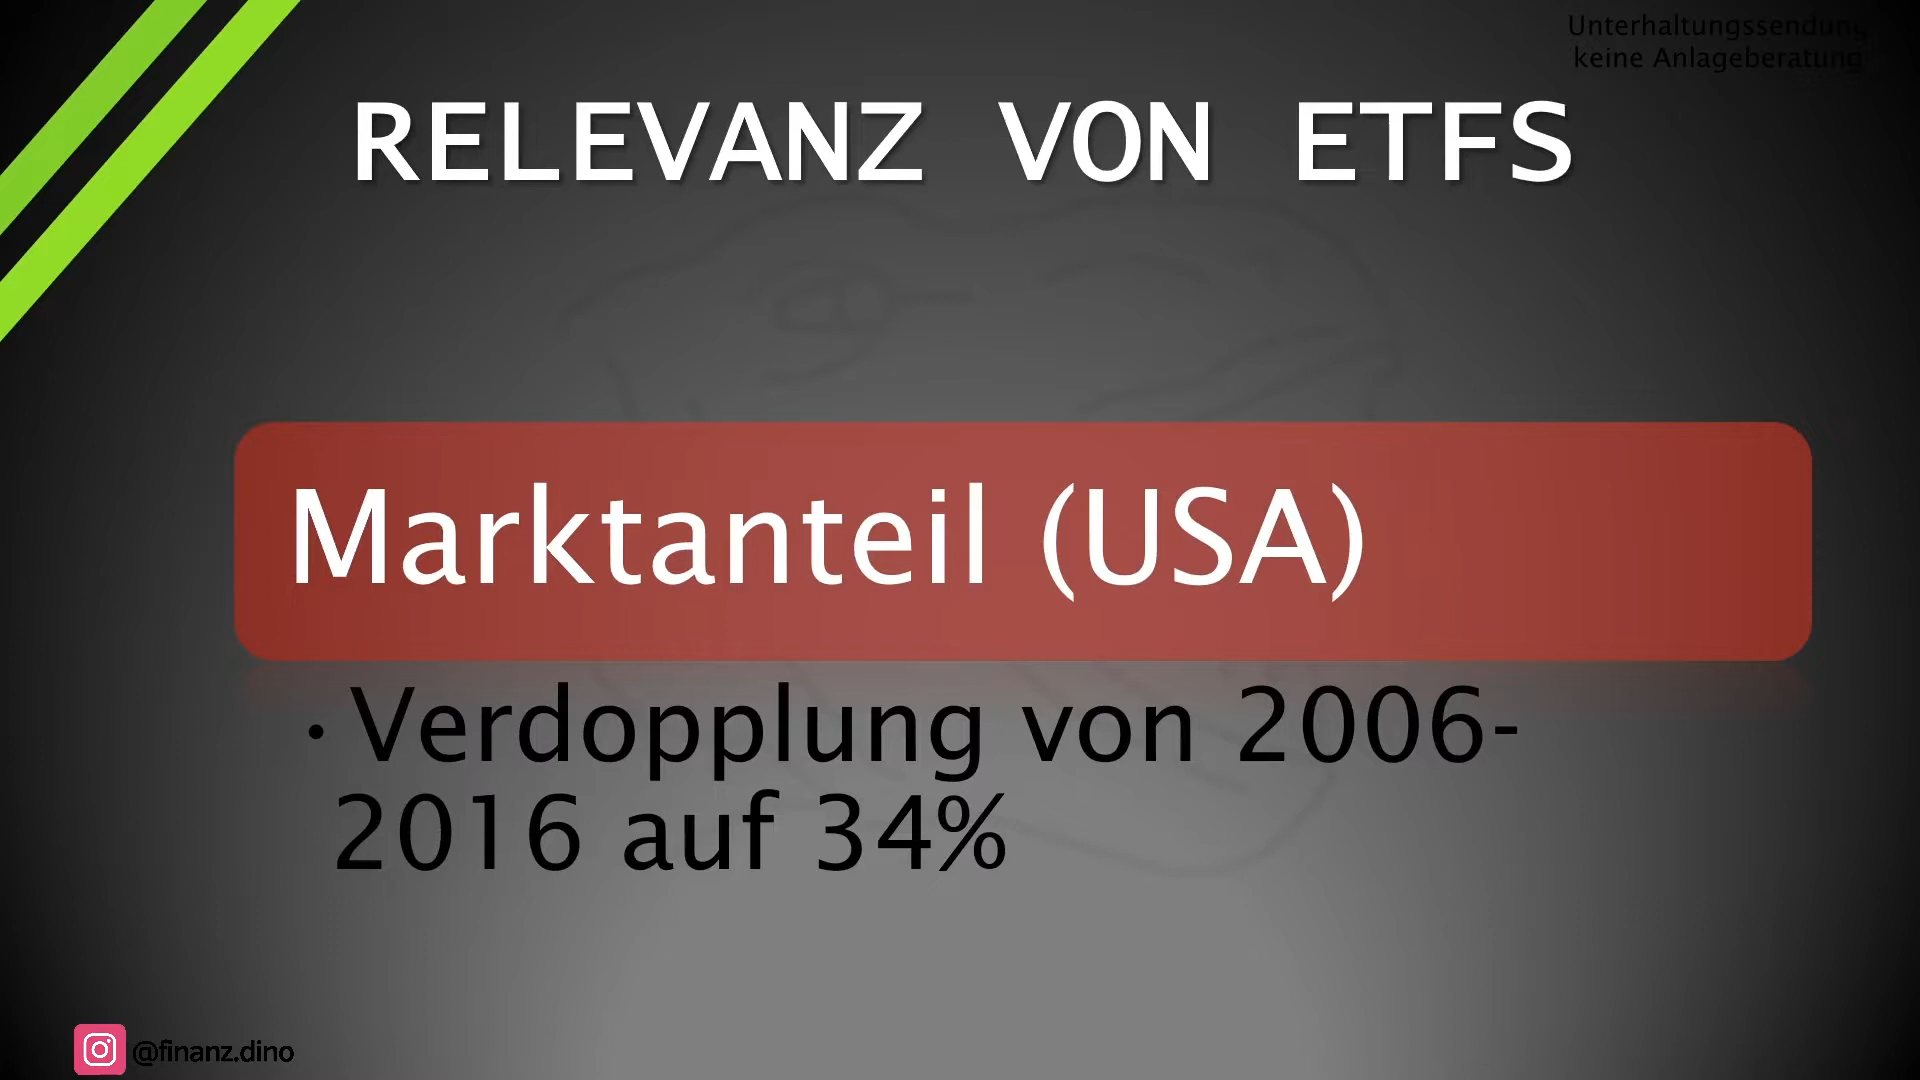 Unterhaltungssendung
keine Anlageberatung
RELEVANZ VON ETFS
Marktanteil (USA)
• Verdopplung von 2006-
2016 auf 34%
@finanz.dino